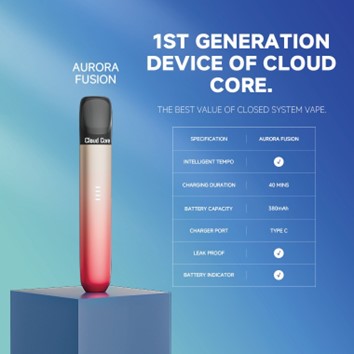 1ST GENERATION
DEVICE OF CLOUD
CORE.
AURORA
FUSION
THE BEST VALUE OF CLOSED SYSTEM VAPE.
Cloud Core
SPECIFICATION AURORA FUSION
INTELLIGENT TEMPO
CHARGING DURATION 40 MINS
BATTERY CAPACITY 380mAh
CHARGER PORT TYPE C
LEAK PROOF
BATTERY INDICATOR